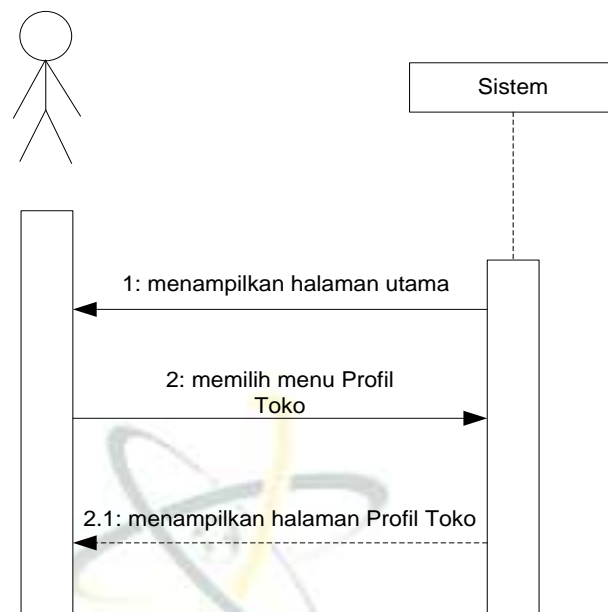 Sistem
1: menampilkan halaman utama
2: memilih menu Profil
Toko
2.1: menampilkan halaman Profil Toko